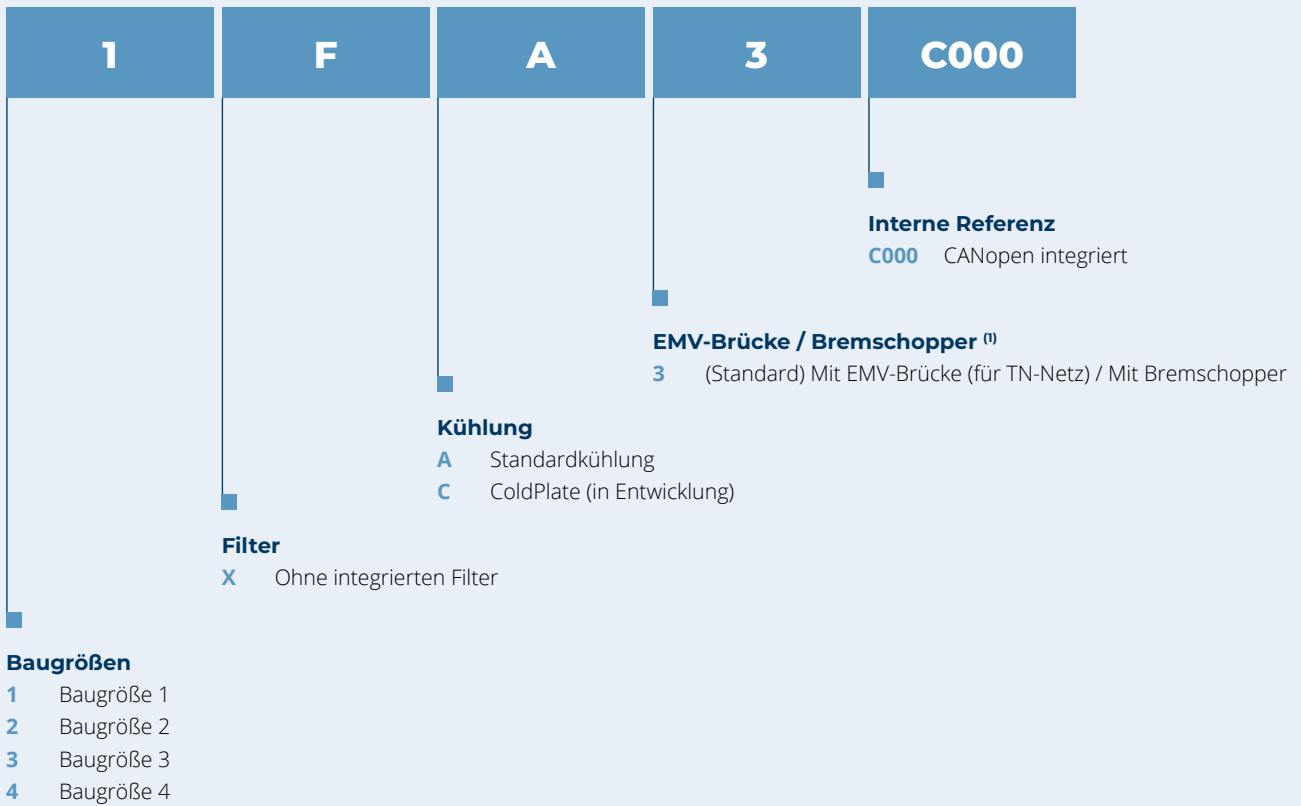 1 F A 3 C000
Interne Referenz
C000 CANopen integriert
EMV-Brücke / Bremschopper (1)
3 (Standard) Mit EMV-Brücke (für TN-Netz) / Mit Bremschopper
Kühlung
A Standardkühlung
C ColdPlate (in Entwicklung)
Filter
X Ohne integrierten Filter
Baugrößen
1 Baugröße 1
2 Baugröße 2
3 Baugröße 3
4 Baugröße 4